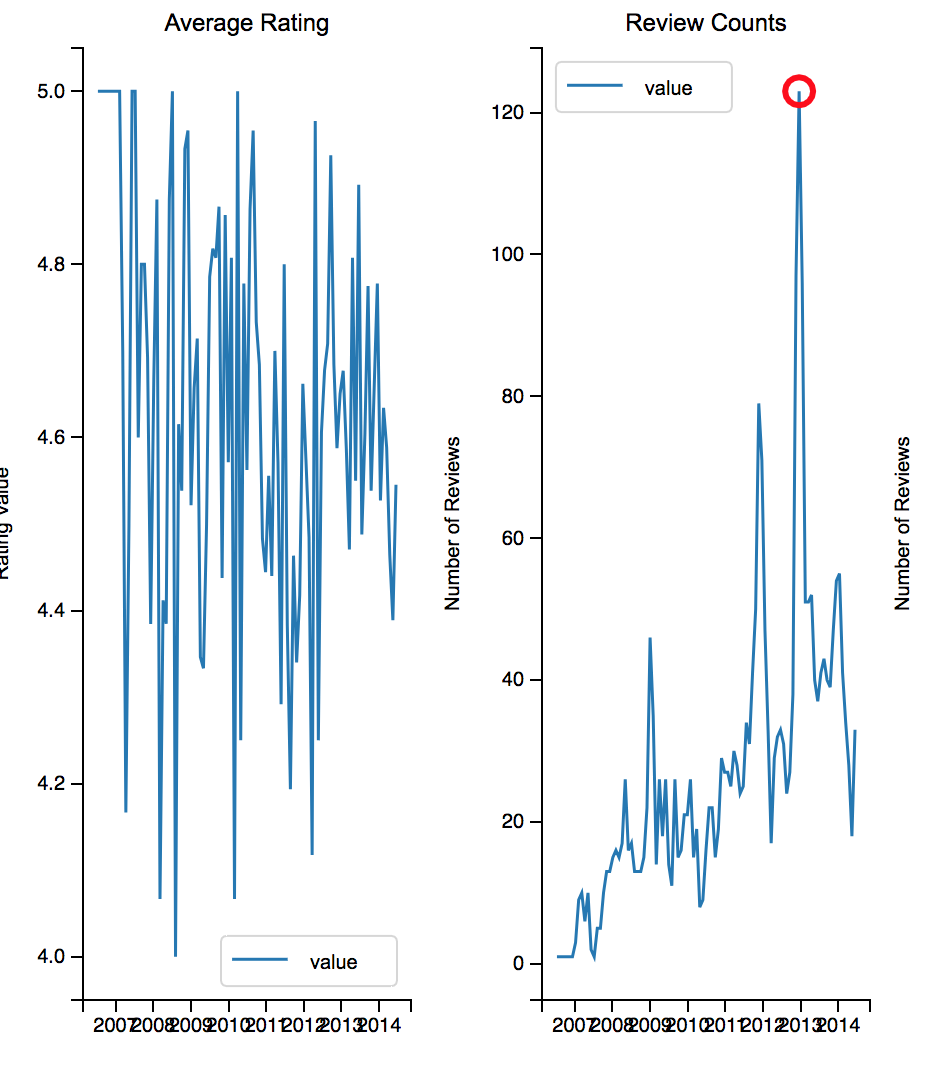 Average Rating
5.0
4.8
4.6
4.4
4.2
4.0
Rating Value
value
2007 2008 2009 2010 2011 2012 2013 2014
Review Counts
120
100
80
60
40
20
0
Number of Reviews
value
2007 2008 2009 2010 2011 2012 2013 2014
Number of Reviews